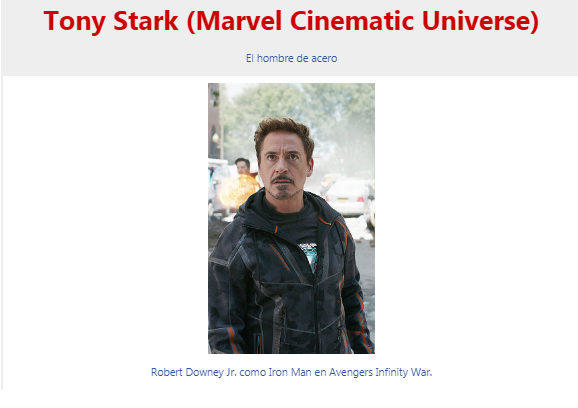 Tony Stark (Marvel Cinematic Universe)
El hombre de acero
Robert Downey Jr. como Iron Man en Avengers Infinity War.